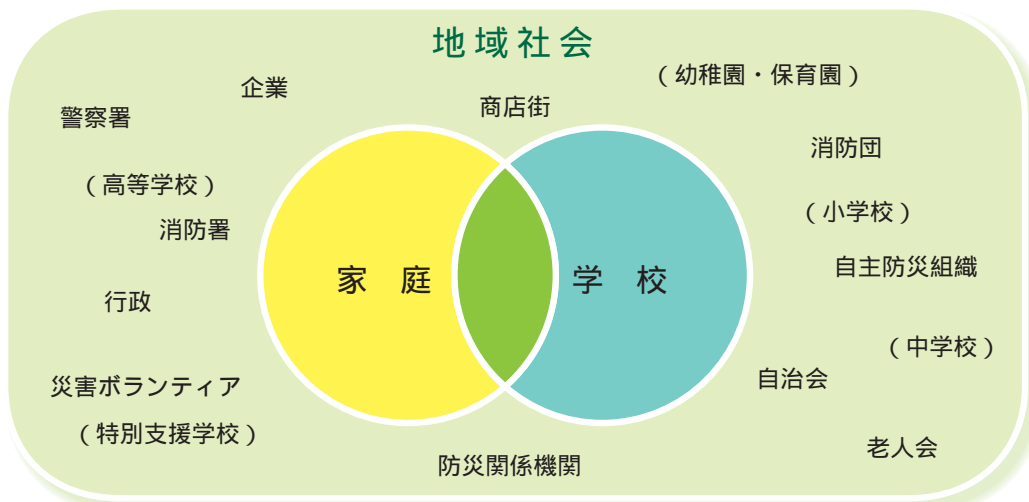 地域社会
（幼稚園・保育園）
企業
商店街
警察署
消防団
（高等学校）
（小学校）
消防署
自主防災組織
家　庭
学　校
行政
（中学校）
自治会
災害ボランティア
（特別支援学校）
老人会
防災関係機関